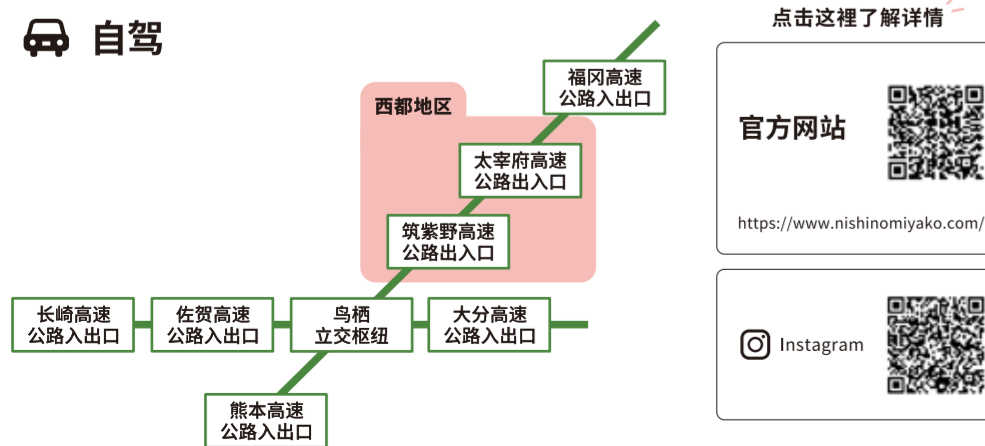 自驾
福冈高速
公路入出口
西都地区
太宰府高速
公路出入口
筑紫野高速
公路出入口
长崎高速
公路入出口
佐贺高速
公路入出口
鸟栖
立交枢纽
大分高速
公路入出口
熊本高速
公路入出口
点击这裡了解详情
官方网站
https://www.nishinomiyako.com/
Instagram